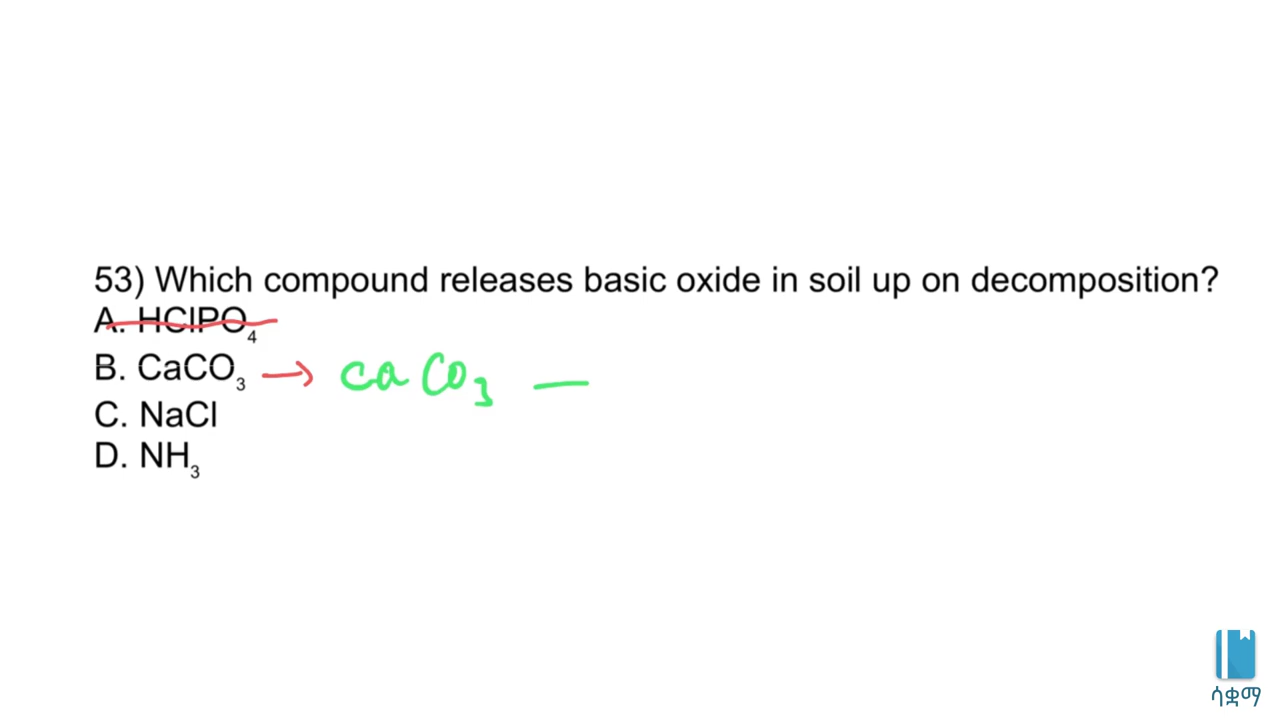 53) Which compound releases basic oxide in soil up on decomposition?
A. HClPO₄
B. CaCO₃ → CaCO₃ —
C. NaCl
D. NH₃
ሳቋማ